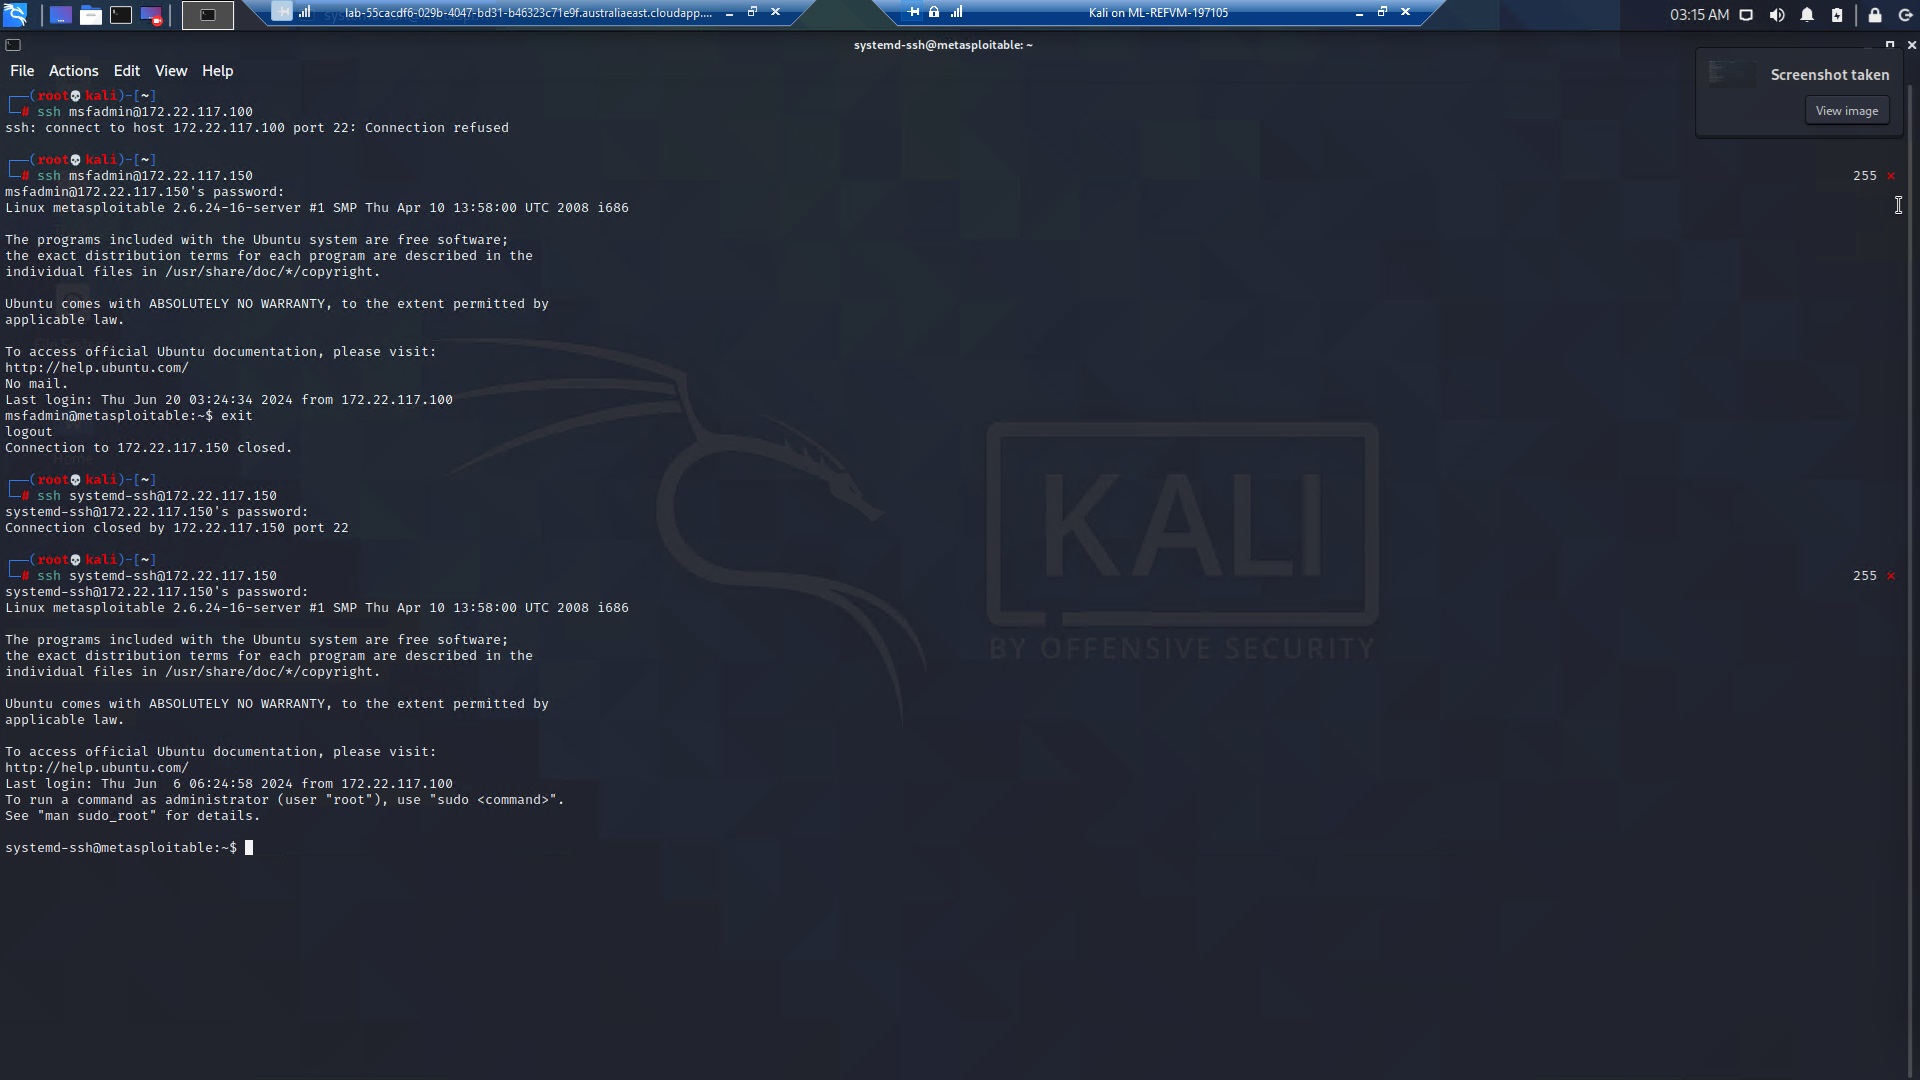 lab-55cacdf6-029b-4047-bd31-b46323c71e9f.australiaeast.cloudapp....
Kali on ML-REFVM-197105
03:15 AM
systemd-ssh@metasploitable: ~
File Actions Edit View Help
Screenshot taken
View image
┌──(root💀kali)-[~]
└─# ssh msfadmin@172.22.117.100
ssh: connect to host 172.22.117.100 port 22: Connection refused
┌──(root💀kali)-[~]
└─# ssh msfadmin@172.22.117.150 255 ⨯
msfadmin@172.22.117.150's password:
Linux metasploitable 2.6.24-16-server #1 SMP Thu Apr 10 13:58:00 UTC 2008 i686
The programs included with the Ubuntu system are free software;
the exact distribution terms for each program are described in the
individual files in /usr/share/doc/*/copyright.
Ubuntu comes with ABSOLUTELY NO WARRANTY, to the extent permitted by
applicable law.
To access official Ubuntu documentation, please visit:
http://help.ubuntu.com/
No mail.
Last login: Thu Jun 20 03:24:34 2024 from 172.22.117.100
msfadmin@metasploitable:~$ exit
logout
Connection to 172.22.117.150 closed.
┌──(root💀kali)-[~]
└─# ssh systemd-ssh@172.22.117.150
systemd-ssh@172.22.117.150's password:
Connection closed by 172.22.117.150 port 22
┌──(root💀kali)-[~]
└─# ssh systemd-ssh@172.22.117.150 255 ⨯
systemd-ssh@172.22.117.150's password:
Linux metasploitable 2.6.24-16-server #1 SMP Thu Apr 10 13:58:00 UTC 2008 i686
The programs included with the Ubuntu system are free software;
the exact distribution terms for each program are described in the
individual files in /usr/share/doc/*/copyright.
Ubuntu comes with ABSOLUTELY NO WARRANTY, to the extent permitted by
applicable law.
To access official Ubuntu documentation, please visit:
http://help.ubuntu.com/
Last login: Thu Jun  6 06:24:58 2024 from 172.22.117.100
To run a command as administrator (user "root"), use "sudo <command>".
See "man sudo_root" for details.
systemd-ssh@metasploitable:~$
KALI
BY OFFENSIVE SECURITY
Home